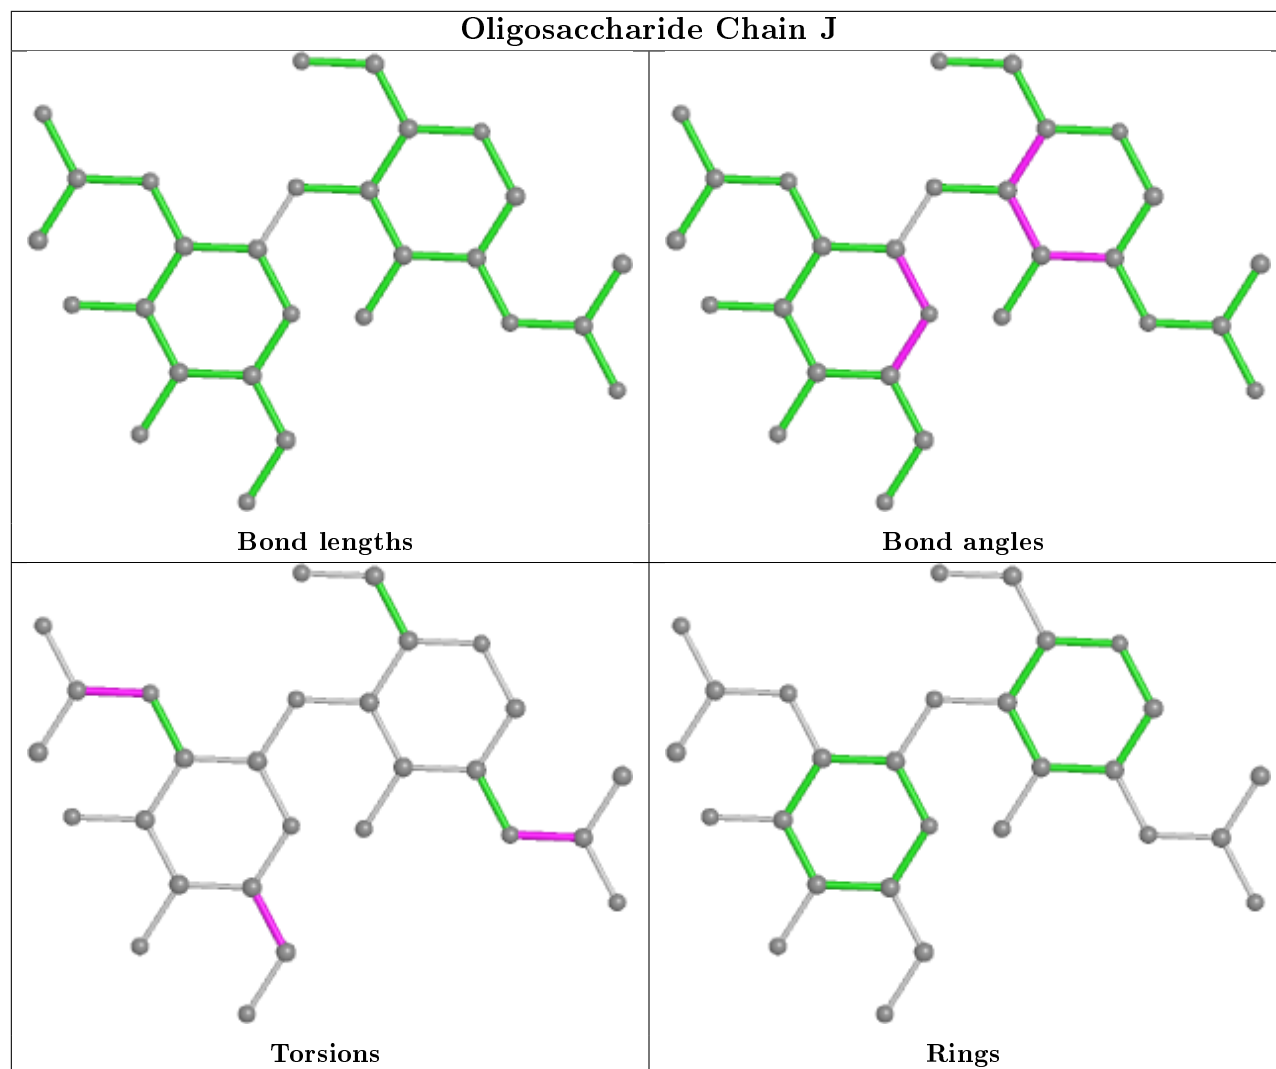 Oligosaccharide Chain J
Bond lengths
Bond angles
Torsions
Rings